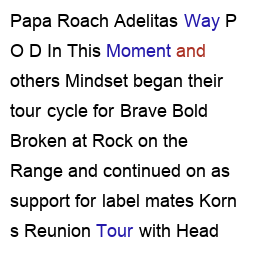 Papa Roach Adelitas Way P
O D In This Moment and
others Mindset began their
tour cycle for Brave Bold
Broken at Rock on the
Range and continued on as
support for label mates Korn
s Reunion Tour with Head